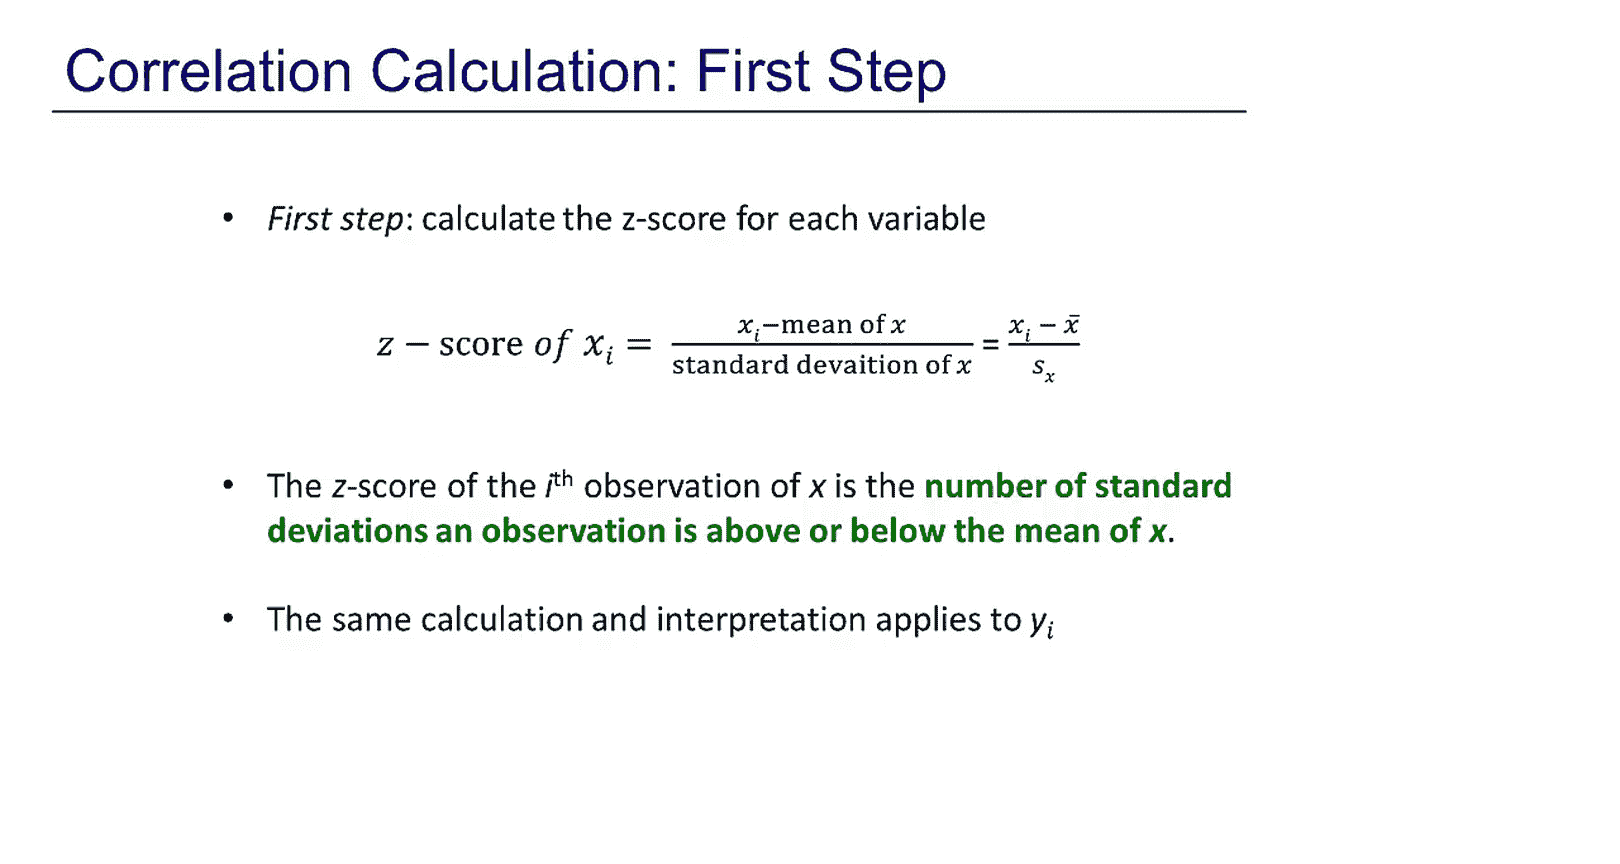 Correlation Calculation: First Step
• First step: calculate the z-score for each variable
z − score of xᵢ = xᵢ−mean of x / standard devaition of x = xᵢ − x̄ / sₓ
• The z-score of the iᵗʰ observation of x is the number of standard
deviations an observation is above or below the mean of x.
• The same calculation and interpretation applies to yᵢ